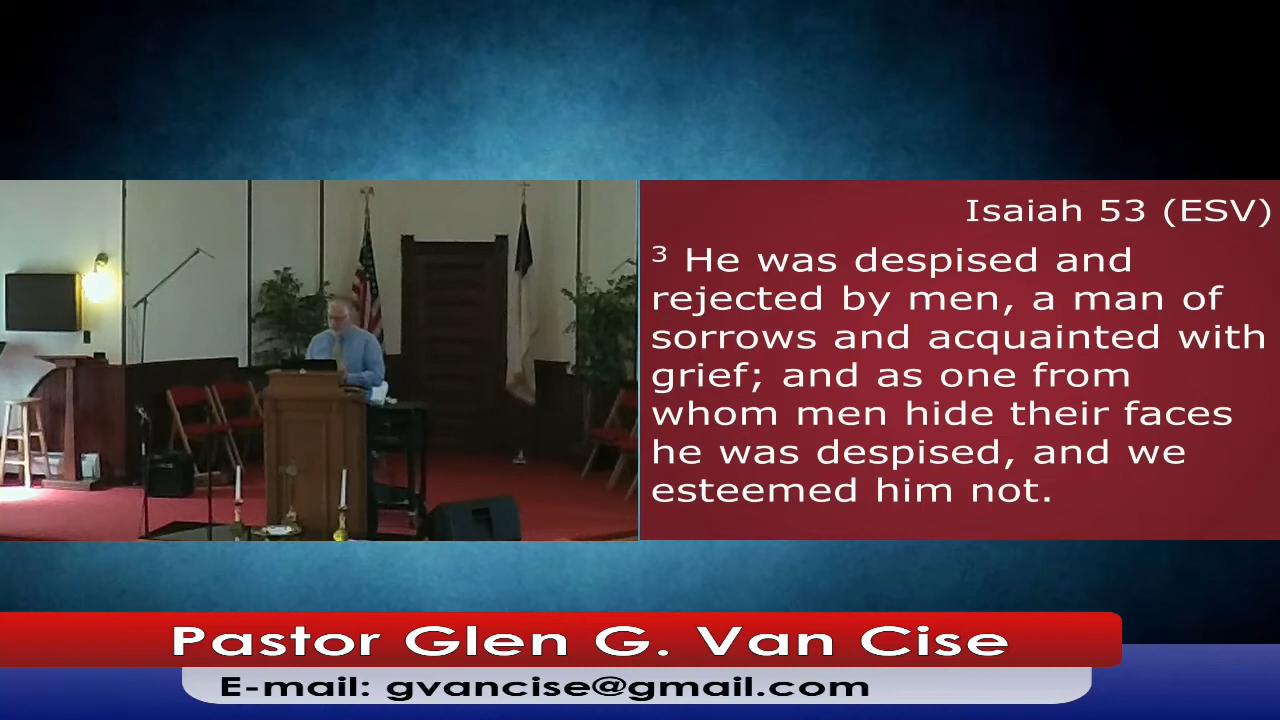 Isaiah 53 (ESV)
3 He was despised and
rejected by men, a man of
sorrows and acquainted with
grief; and as one from
whom men hide their faces
he was despised, and we
esteemed him not.
Pastor Glen G. Van Cise
E-mail: gvancise@gmail.com